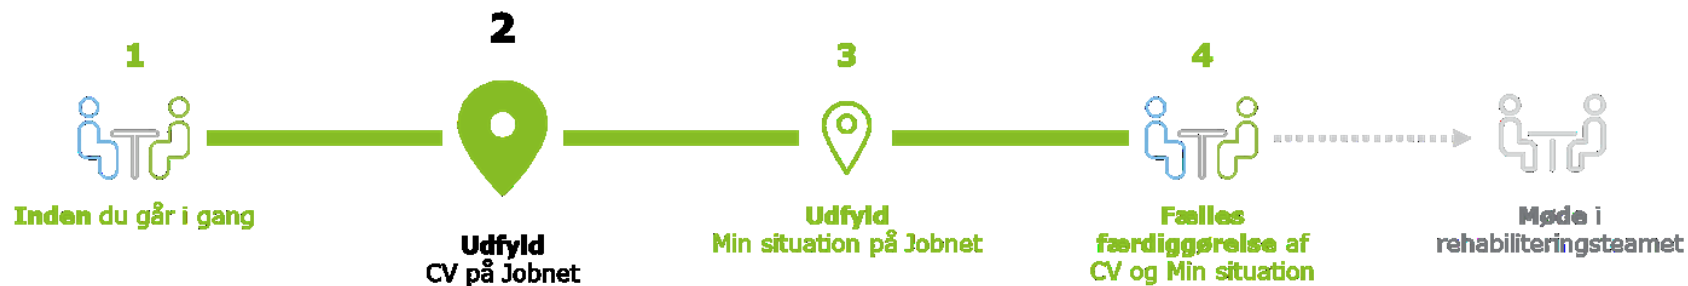 1
2
3
4
Inden du går i gang
Udfyld
CV på Jobnet
Udfyld
Min situation på Jobnet
Fælles
færdiggørelse af
CV og Min situation
Møde i
rehabiliteringsteamet